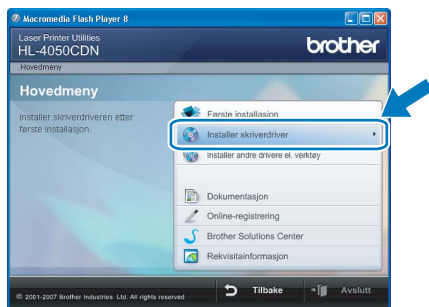 Macromedia Flash Player 8
Laser Printer Utilities
HL-4050CDN
brother
Hovedmeny
Hovedmeny
Installer skriverdriveren etter
første installasjon.
Første installasjon
Installer skriverdriver
Installer andre drivere el. verktøy
Dokumentasjon
Online-registrering
Brother Solutions Center
Rekvisitainformasjon
© 2001-2007 Brother Industries Ltd. All rights reserved
Tilbake
Avslutt